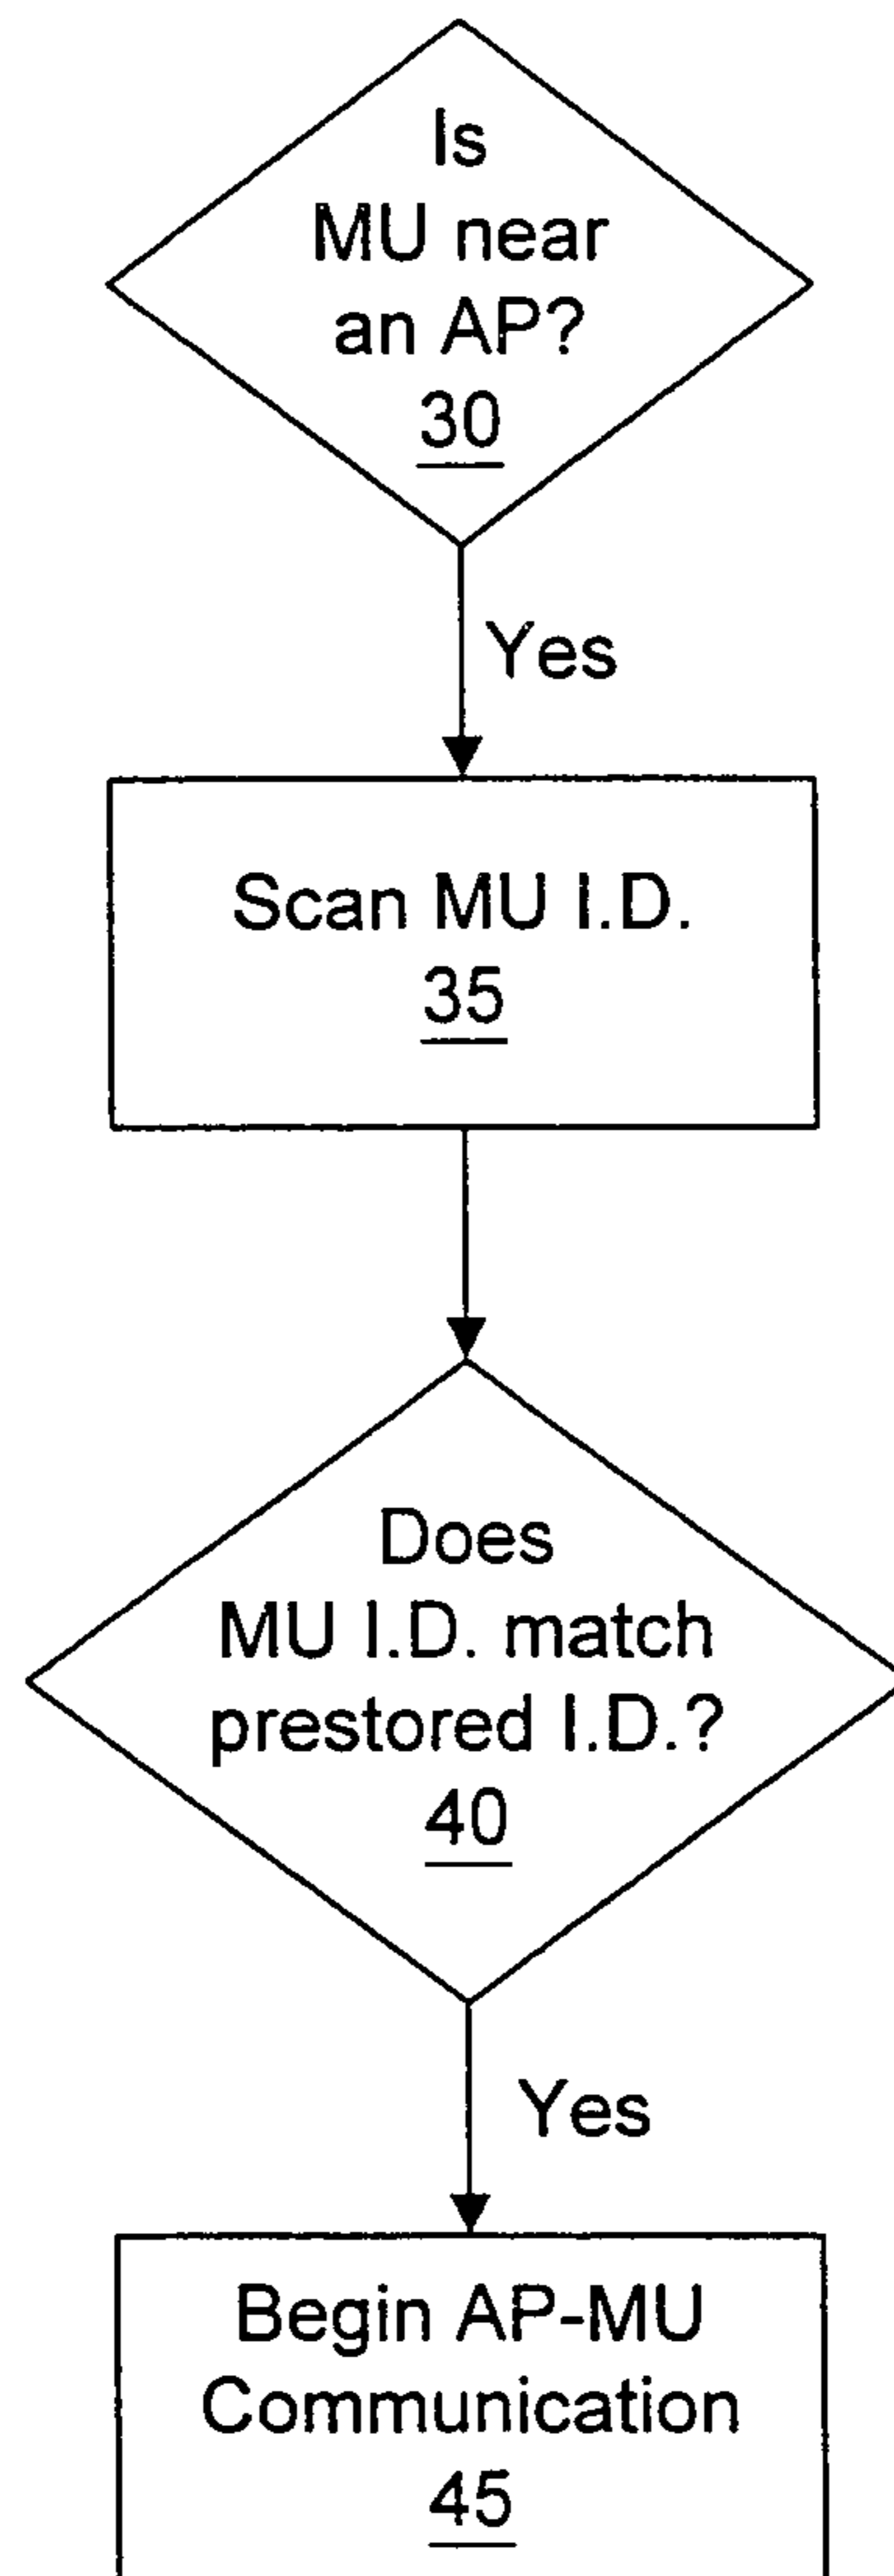 Is
MU near
an AP?
30
Yes
Scan MU I.D.
35
Does
MU I.D. match
prestored I.D.?
40
Yes
Begin AP-MU
Communication
45